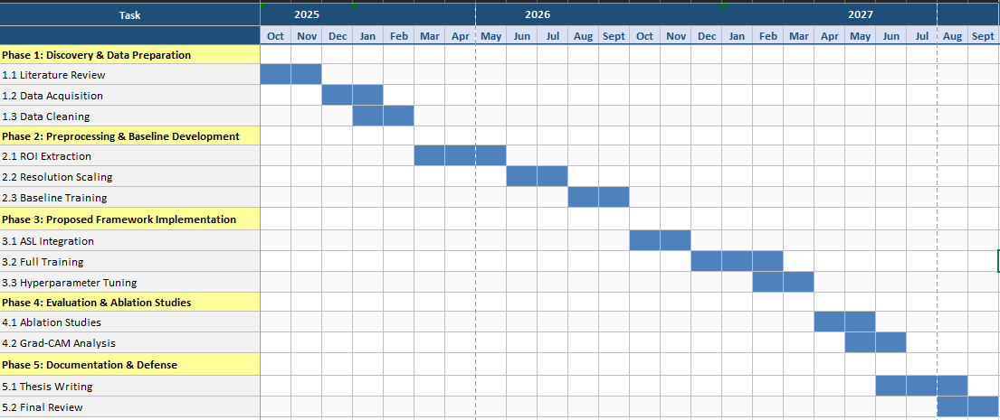 Task 2025 2026 2027
Oct Nov Dec Jan Feb Mar Apr May Jun Jul Aug Sept Oct Nov Dec Jan Feb Mar Apr May Jun Jul Aug Sept
Phase 1: Discovery & Data Preparation
1.1 Literature Review
1.2 Data Acquisition
1.3 Data Cleaning
Phase 2: Preprocessing & Baseline Development
2.1 ROI Extraction
2.2 Resolution Scaling
2.3 Baseline Training
Phase 3: Proposed Framework Implementation
3.1 ASL Integration
3.2 Full Training
3.3 Hyperparameter Tuning
Phase 4: Evaluation & Ablation Studies
4.1 Ablation Studies
4.2 Grad-CAM Analysis
Phase 5: Documentation & Defense
5.1 Thesis Writing
5.2 Final Review